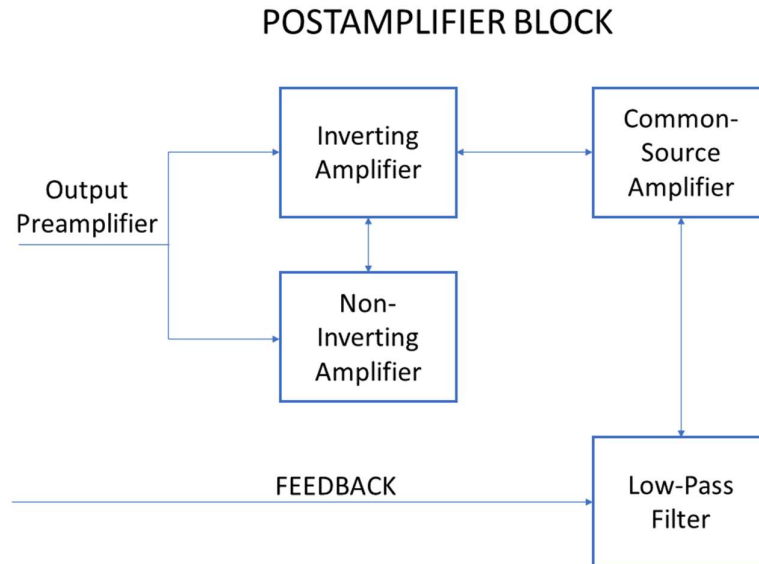 POSTAMPLIFIER BLOCK
Inverting
Amplifier
Common-
Source
Amplifier
Output
Preamplifier
Non-
Inverting
Amplifier
FEEDBACK
Low-Pass
Filter